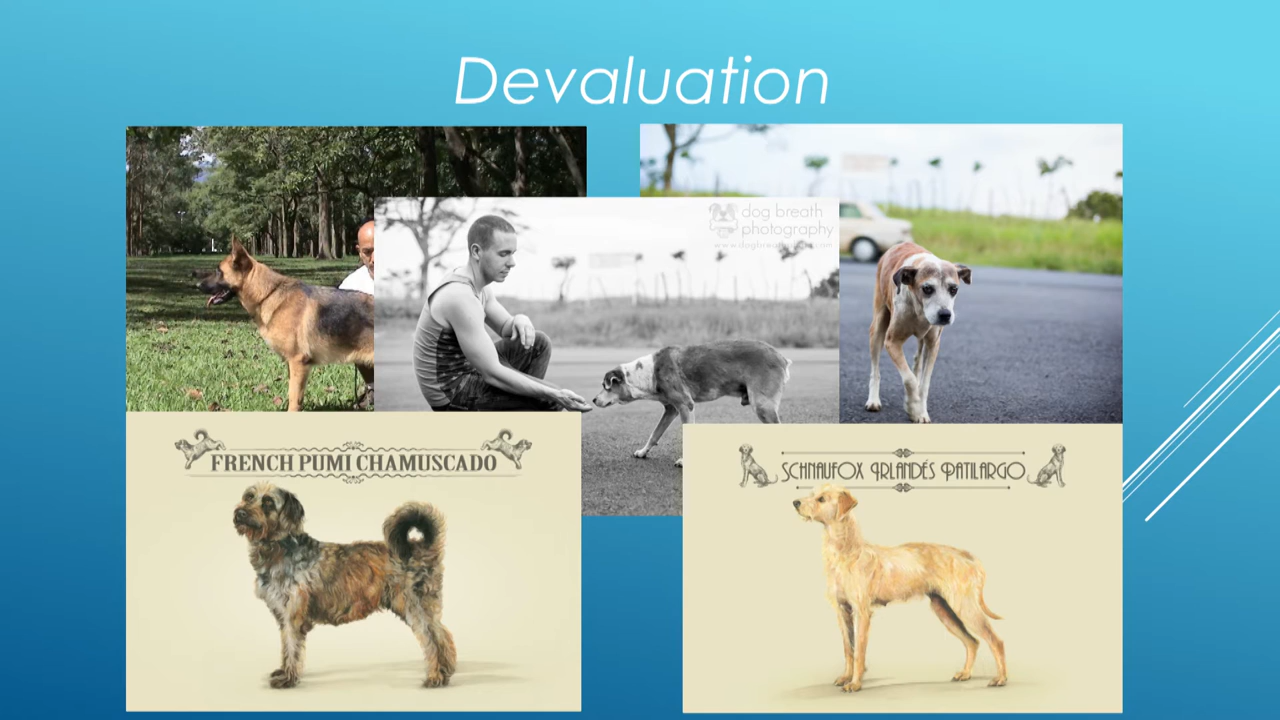 Devaluation
dog breath
photography
FRENCH PUMI CHAMUSCADO
SCHNAUFOX IRLANDÉS PATILARGO